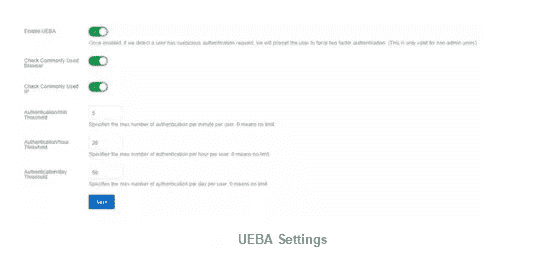 Enable UEBA
Once enabled, if we detect a user has suspicious authentication request, we will prompt the user to force two factor authentication. (This is only valid for non admin users)
Check Commonly Used
Browser
Check Commonly Used
IP
Authentication/Min
Threshold
5
Specifies the max number of authentication per minute per user. 0 means no limit
Authentication/hour
Threshold
20
Specifies the max number of authentication per hour per user. 0 means no limit
Authentication/day
Threshold
50
Specifies the max number of authentication per day per user. 0 means no limit
Save
UEBA Settings